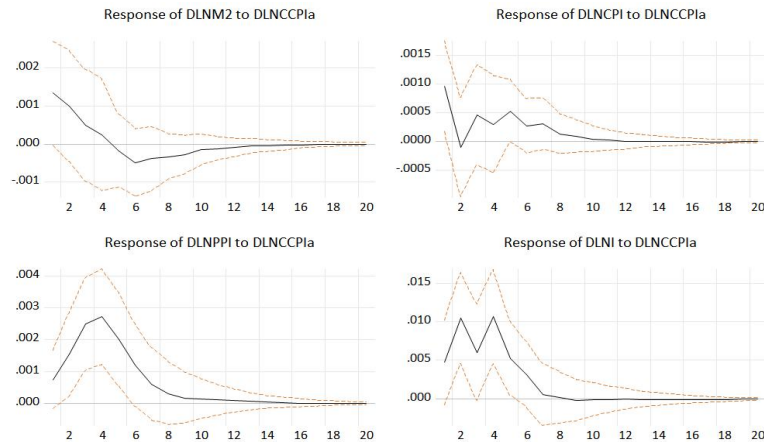 Response of DLNM2 to DLNCCPIa
.002
.001
.000
-.001
2 4 6 8 10 12 14 16 18 20
Response of DLNCPI to DLNCCPIa
.0015
.0010
.0005
.0000
-.0005
2 4 6 8 10 12 14 16 18 20
Response of DLNPPI to DLNCCPIa
.004
.003
.002
.001
.000
2 4 6 8 10 12 14 16 18 20
Response of DLNI to DLNCCPIa
.015
.010
.005
.000
2 4 6 8 10 12 14 16 18 20